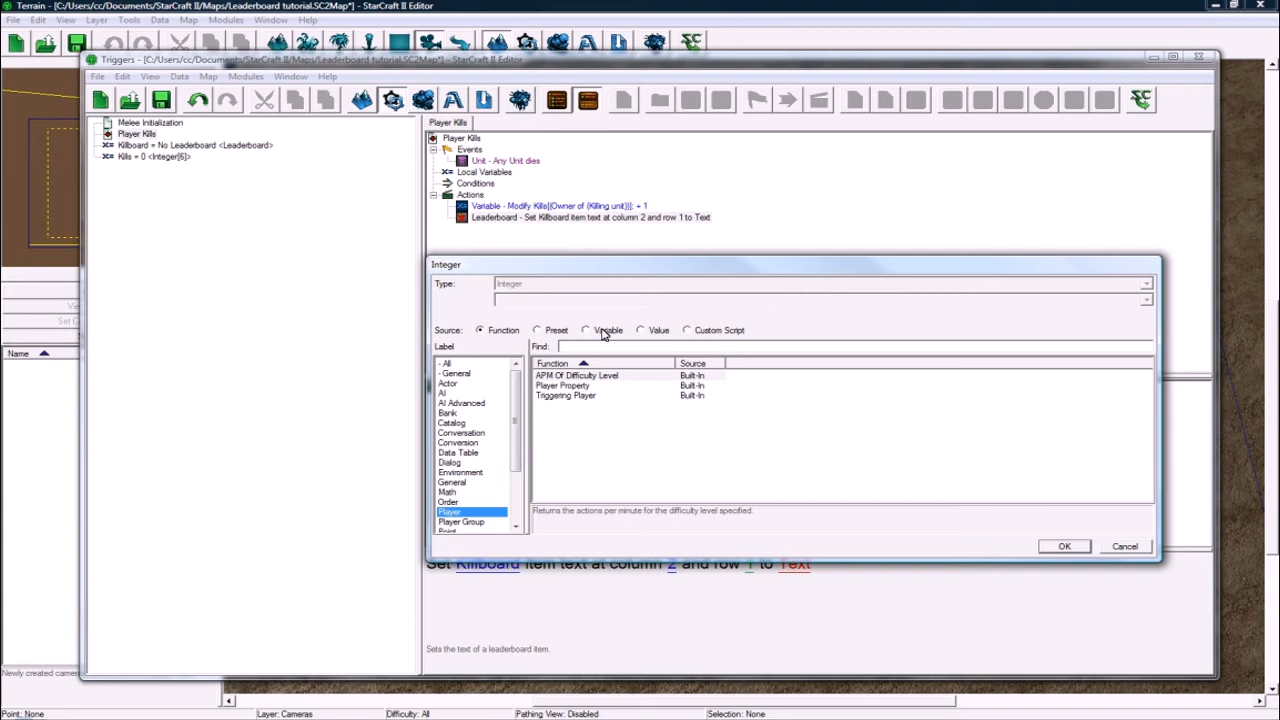 Terrain - [C:/Users/cc/Documents/StarCraft II/Maps/Leaderboard tutorial.SC2Map*] - StarCraft II Editor
File Edit View Layer Tools Data Map Modules Window Help
Triggers - [C:/Users/cc/Documents/StarCraft II/Maps/Leaderboard tutorial.SC2Map*] - StarCraft II Editor
File Edit View Data Map Modules Window Help
Melee Initialization
Player Kills
Killboard = No Leaderboard <Leaderboard>
Kills = 0 <Integer[6]>
Player Kills
Player Kills
Events
Unit - Any Unit dies
Local Variables
Conditions
Actions
Variable - Modify Kills[(Owner of (Killing unit))]: + 1
Leaderboard - Set Killboard item text at column 2 and row 1 to Text
Integer
Type: Integer
Source: Function Preset Variable Value Custom Script
Label
Find:
- All
- General
Actor
AI
AI Advanced
Bank
Catalog
Conversation
Conversion
Data Table
Dialog
Environment
General
Math
Order
Player
Player Group
Point
Function Source
APM Of Difficulty Level Built-In
Player Property Built-In
Triggering Player Built-In
Returns the actions per minute for the difficulty level specified.
OK Cancel
Set Killboard item text at column 2 and row 1 to Text
Sets the text of a leaderboard item.
Name
Point: None Layer: Cameras Difficulty: All Pathing View: Disabled Selection: None